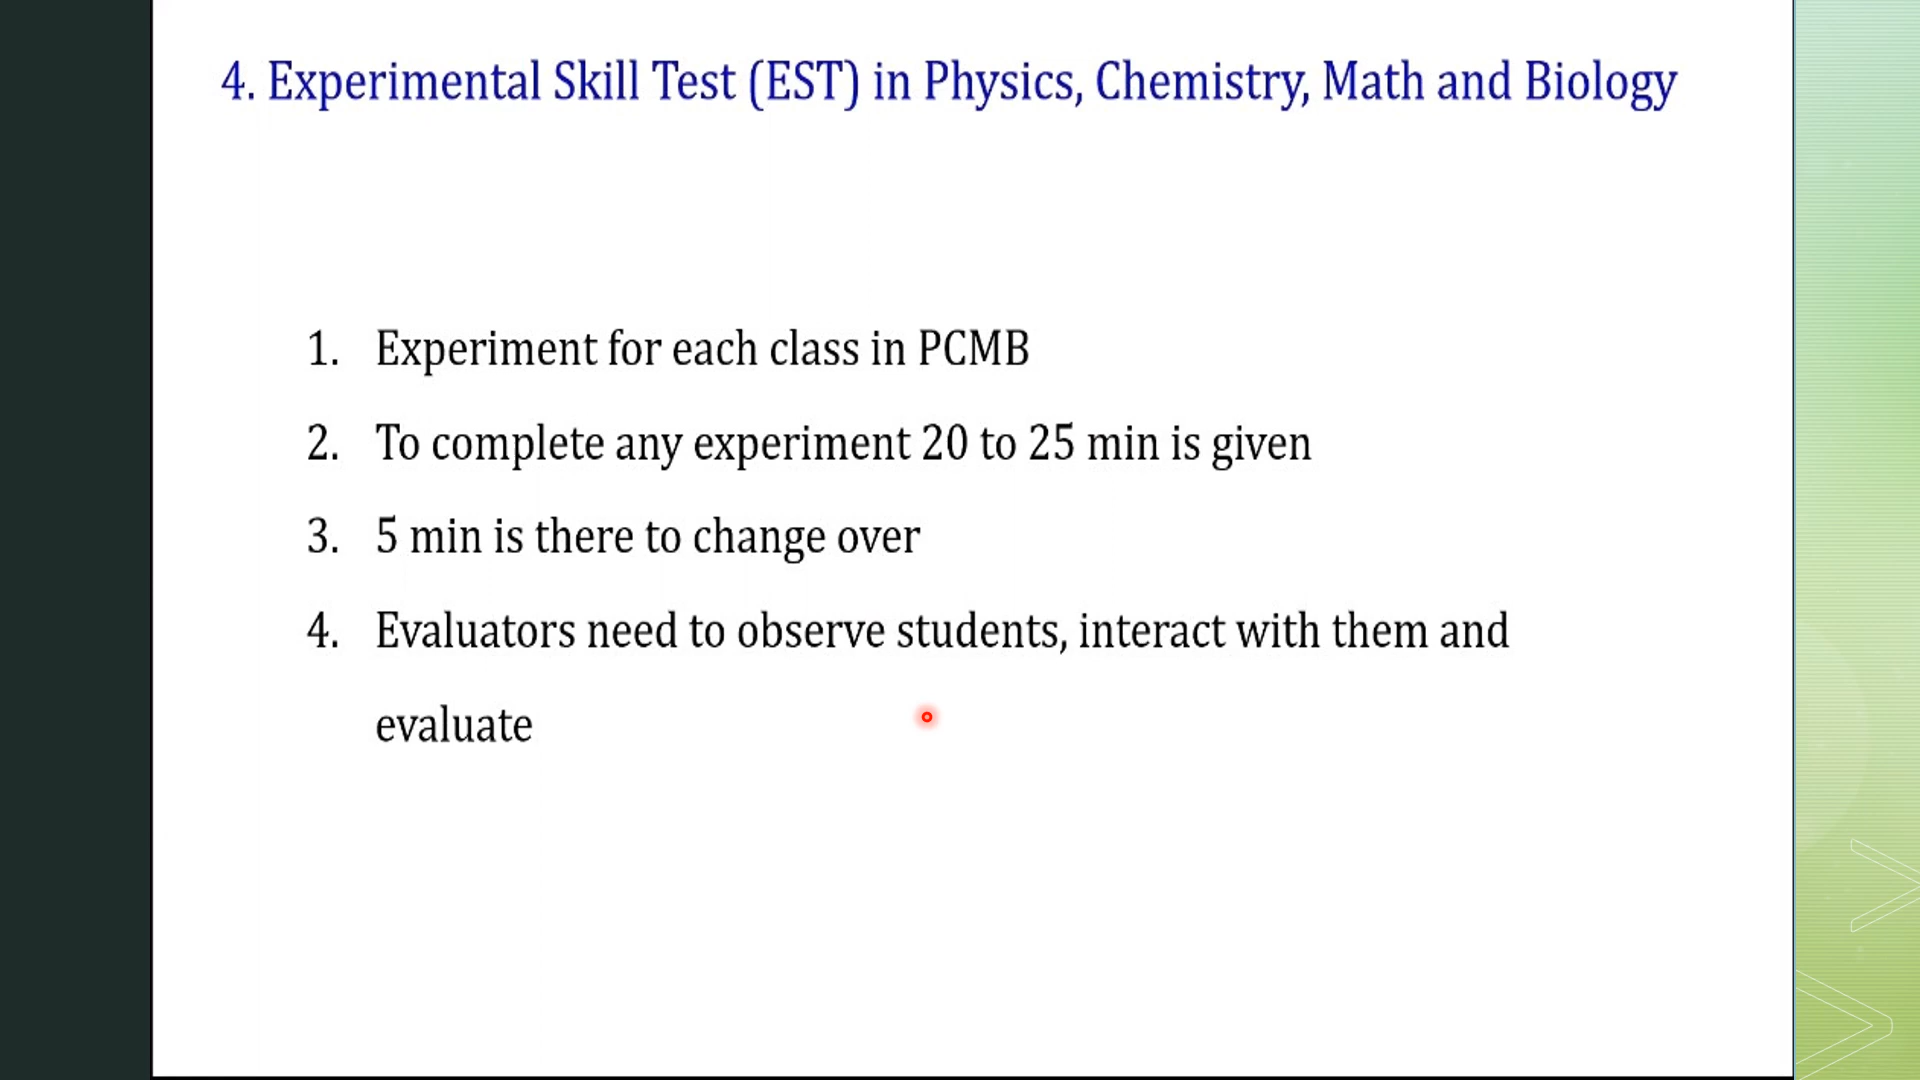 4. Experimental Skill Test (EST) in Physics, Chemistry, Math and Biology
1. Experiment for each class in PCMB
2. To complete any experiment 20 to 25 min is given
3. 5 min is there to change over
4. Evaluators need to observe students, interact with them and
evaluate